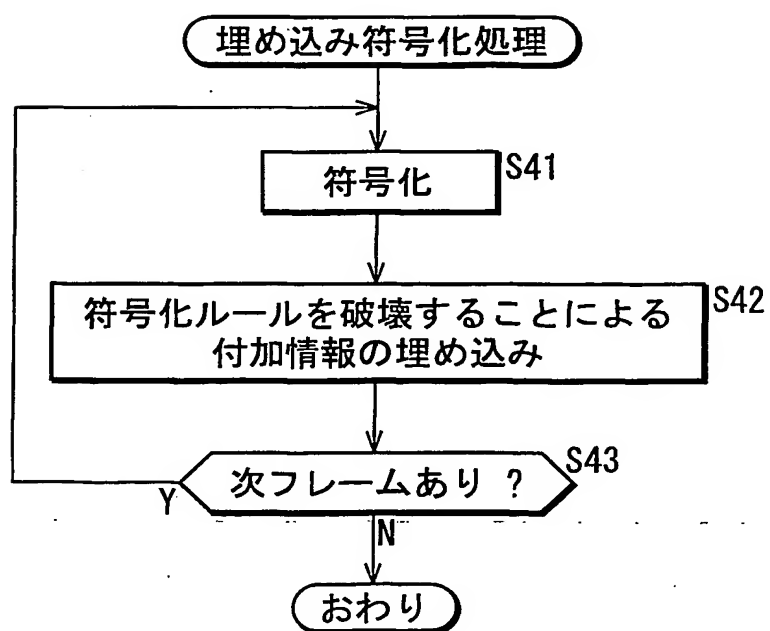 埋め込み符号化処理
符号化
S41
符号化ルールを破壊することによる
付加情報の埋め込み
S42
次フレームあり ?
S43
Y
N
おわり